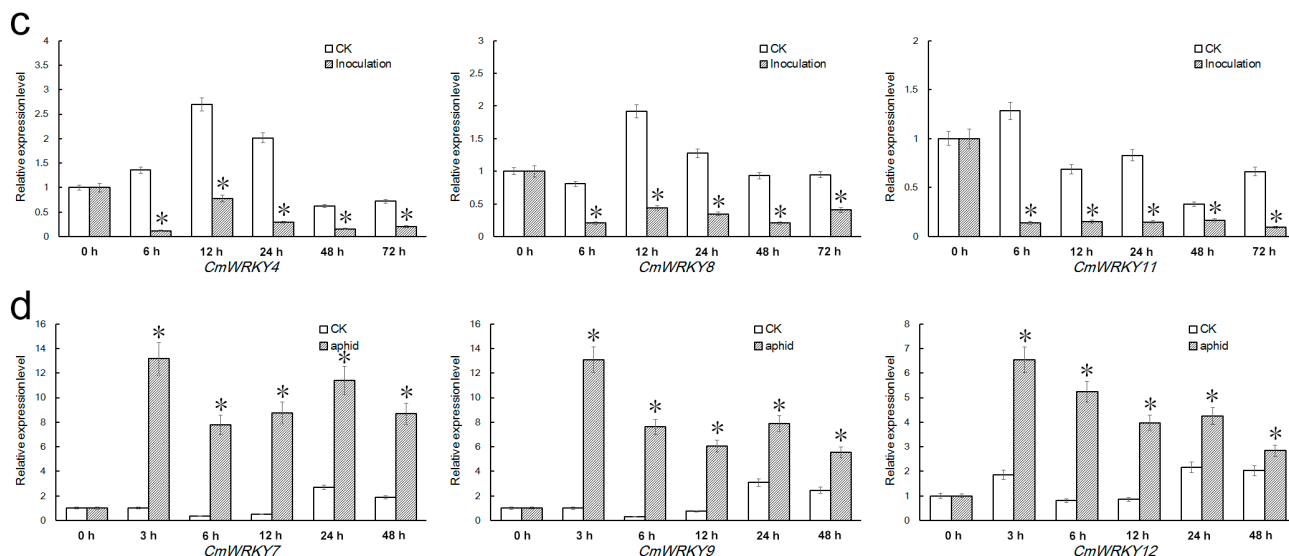 c
Relative expression level
4
3.5
3
2.5
2
1.5
1
0.5
0
CK
Inoculation
*
*
*
*
*
0 h 6 h 12 h 24 h 48 h 72 h
CmWRKY4
Relative expression level
3
2.5
2
1.5
1
0.5
0
CK
Inoculation
*
*
*
*
*
0 h 6 h 12 h 24 h 48 h 72 h
CmWRKY8
Relative expression level
2
1.5
1
0.5
0
CK
Inoculation
*
*
*
*
*
0 h 6 h 12 h 24 h 48 h 72 h
CmWRKY11
d
Relative expression level
16
14
12
10
8
6
4
2
0
CK
aphid
*
*
*
*
*
0 h 3 h 6 h 12 h 24 h 48 h
CmWRKY7
Relative expression level
16
14
12
10
8
6
4
2
0
CK
aphid
*
*
*
*
*
0 h 3 h 6 h 12 h 24 h 48 h
CmWRKY9
Relative expression level
8
7
6
5
4
3
2
1
0
CK
aphid
*
*
*
*
*
0 h 3 h 6 h 12 h 24 h 48 h
CmWRKY12